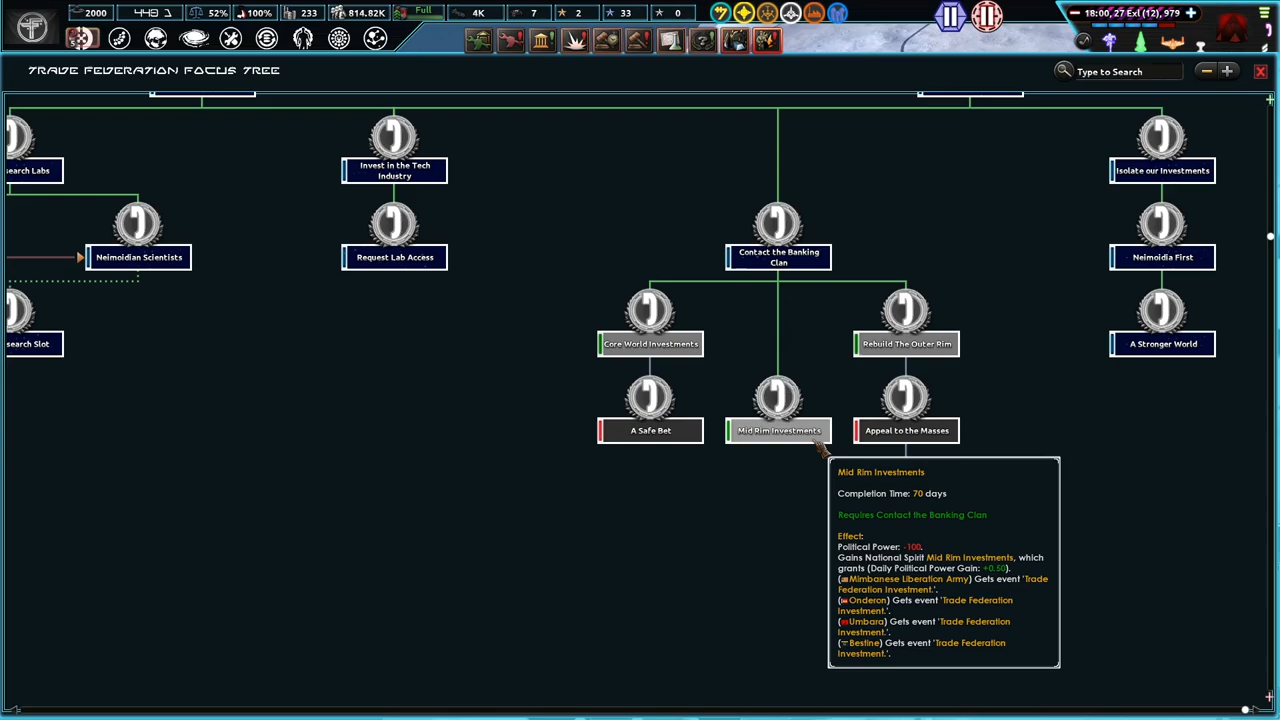 2000
448
52%
100%
233
814.82K
Full
4K
7
2
33
0
18:00, 27 Exl (12), 979
TRADE FEDERATION FOCUS TREE
Type to Search
search Labs
Invest in the Tech
Industry
Isolate our Investments
Neimoidian Scientists
Request Lab Access
Contact the Banking
Clan
Neimoidia First
search Slot
Core World Investments
Rebuild The Outer Rim
A Stronger World
A Safe Bet
Mid Rim Investments
Appeal to the Masses
Mid Rim Investments
Completion Time: 70 days
Requires Contact the Banking Clan
Effect:
Political Power: -100.
Gains National Spirit Mid Rim Investments, which
grants (Daily Political Power Gain: +0.50).
(Mimbanese Liberation Army) Gets event 'Trade
Federation Investment.'.
(Onderon) Gets event 'Trade Federation
Investment.'.
(Umbara) Gets event 'Trade Federation
Investment.'.
(Bestine) Gets event 'Trade Federation
Investment.'.